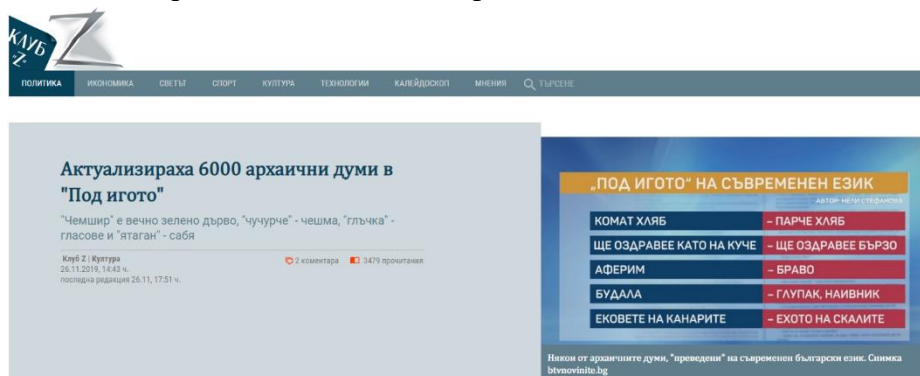 КЛУБ
"Z"
Z
ПОЛИТИКА ИКОНОМИКА СВЕТЪТ СПОРТ КУЛТУРА ТЕХНОЛОГИИ КАЛЕЙДОСКОП МНЕНИЯ ТЪРСЕНЕ
Актуализираха 6000 архаични думи в
"Под игото"
"Чемшир" е вечно зелено дърво, "чучурче" - чешма, "глъчка" -
гласове и "ятаган" - сабя
Клуб Z | Култура
26.11.2019, 14:43 ч.
последна редакция 26.11, 17:51 ч.
2 коментара 3479 прочитания
„ПОД ИГОТО“ НА СЪВРЕМЕНЕН ЕЗИК
АВТОР: НЕЛИ СТЕФАНОВА
КОМАТ ХЛЯБ – ПАРЧЕ ХЛЯБ
ЩЕ ОЗДРАВЕЕ КАТО НА КУЧЕ – ЩЕ ОЗДРАВЕЕ БЪРЗО
АФЕРИМ – БРАВО
БУДАЛА – ГЛУПАК, НАИВНИК
ЕКОВЕТЕ НА КАНАРИТЕ – ЕХОТО НА СКАЛИТЕ
Някои от архаичните думи, "преведени" на съвременен български език. Снимка
btvnovinite.bg